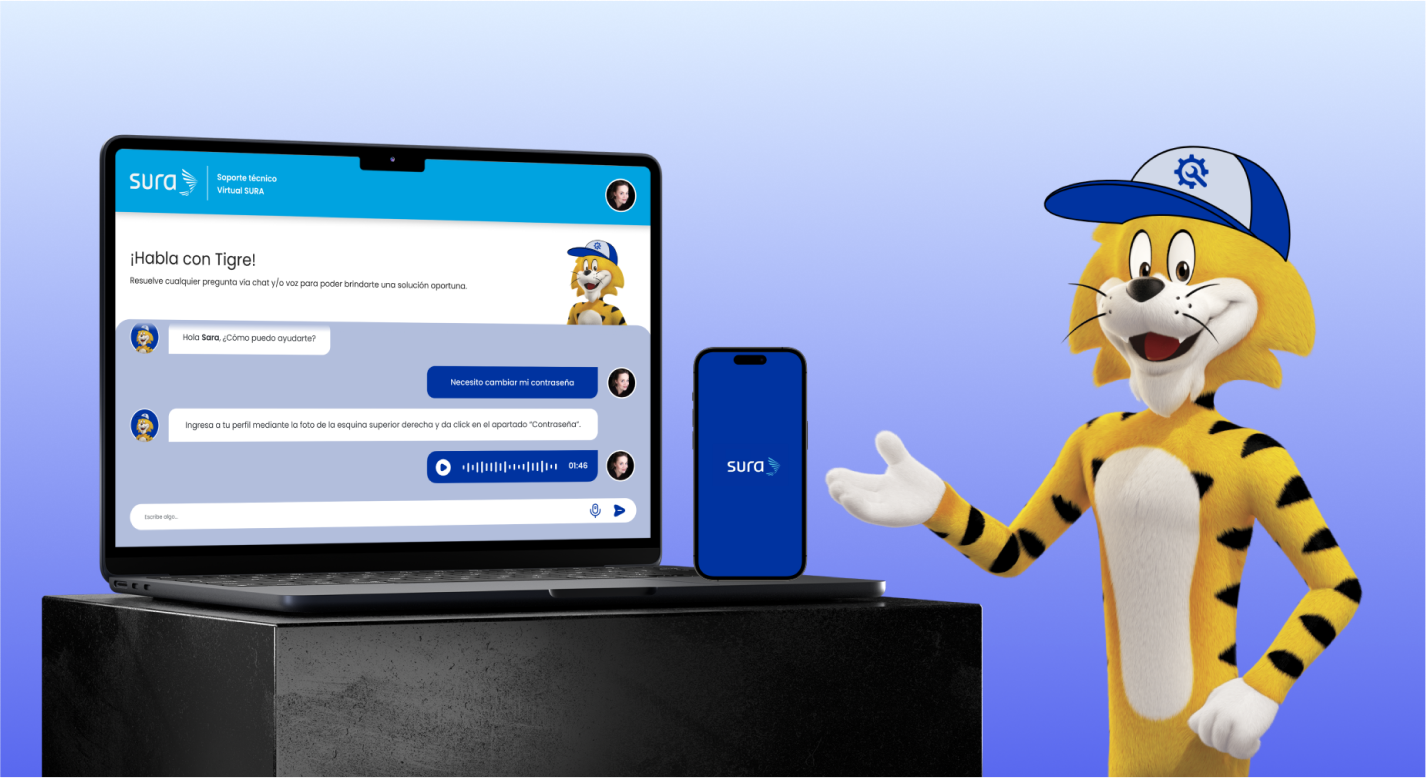 sura
Soporte técnico
Virtual SURA
¡Habla con Tigre!
Resuelve cualquier pregunta via chat y/o voz para poder brindarte una solución oportuna.
Hola Sara, ¿Cómo puedo ayudarte?
Necesito cambiar mi contraseña
Ingresa a tu perfil mediante la foto de la esquina superior derecha y da click en el apartado “Contraseña”.
01:46
Escribe algo...
sura